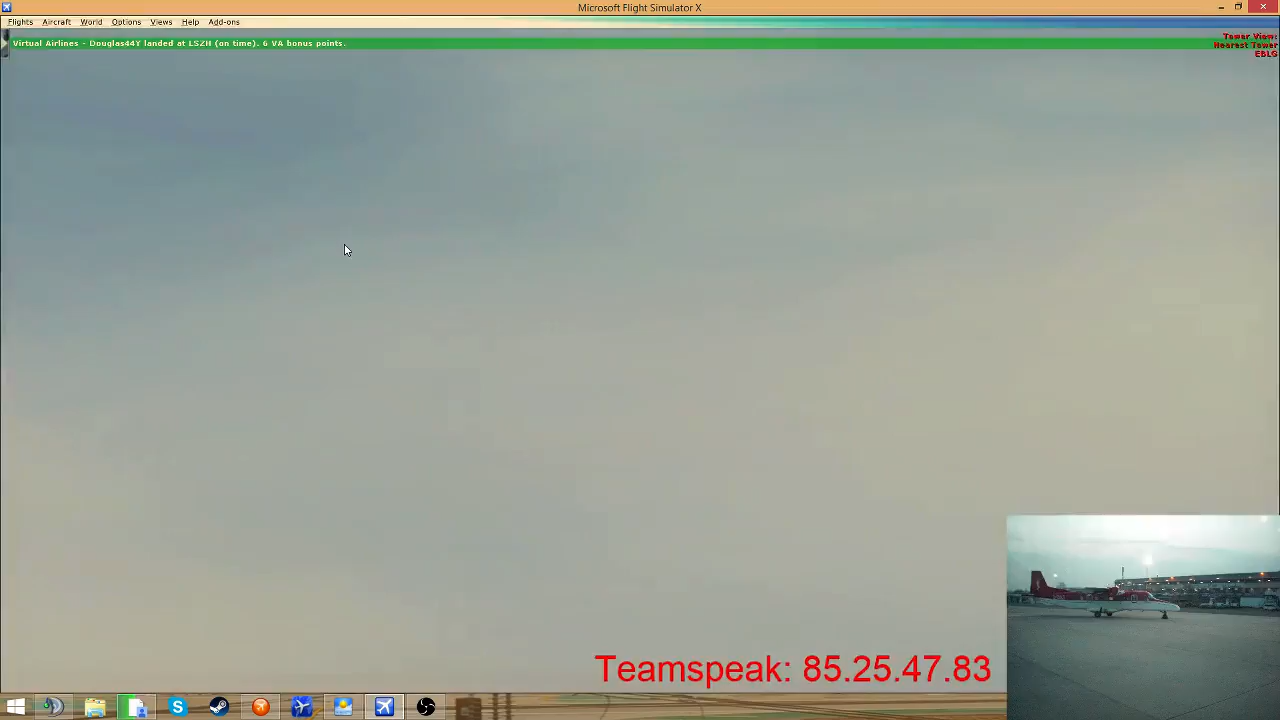 Microsoft Flight Simulator X
Flights Aircraft World Options Views Help Add-ons
Virtual Airlines - Douglas44Y landed at LSZH (on time). 6 VA bonus points.
Tower View:
Nearest Tower
EBLG
Teamspeak: 85.25.47.83